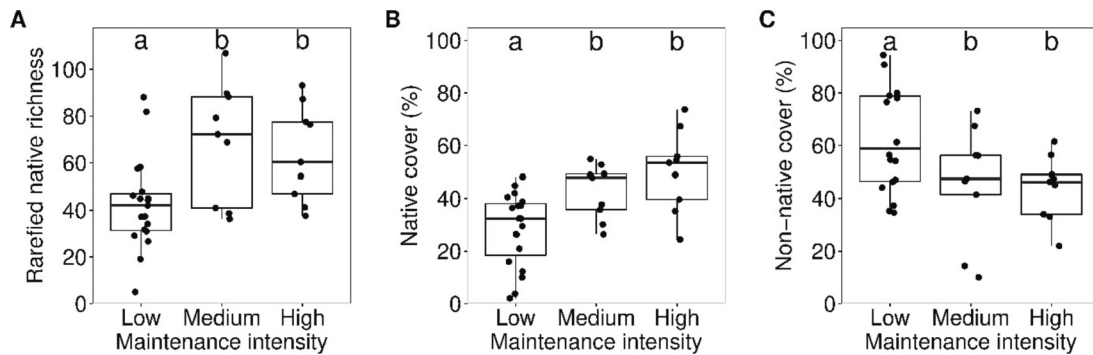 A
a b b
Rarefied native richness
100
80
60
40
20
0
Low Medium High
Maintenance intensity
B
a b b
Native cover (%)
100
80
60
40
20
0
Low Medium High
Maintenance intensity
C
a b b
Non-native cover (%)
100
80
60
40
20
0
Low Medium High
Maintenance intensity